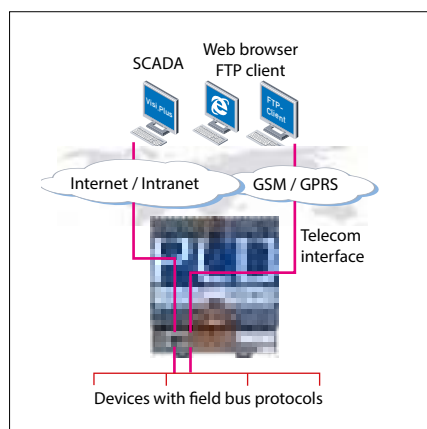 Web browser
SCADA FTP client
Visi.Plus
FTP-
Client
Internet / Intranet GSM / GPRS
Telecom
interface
Devices with field bus protocols